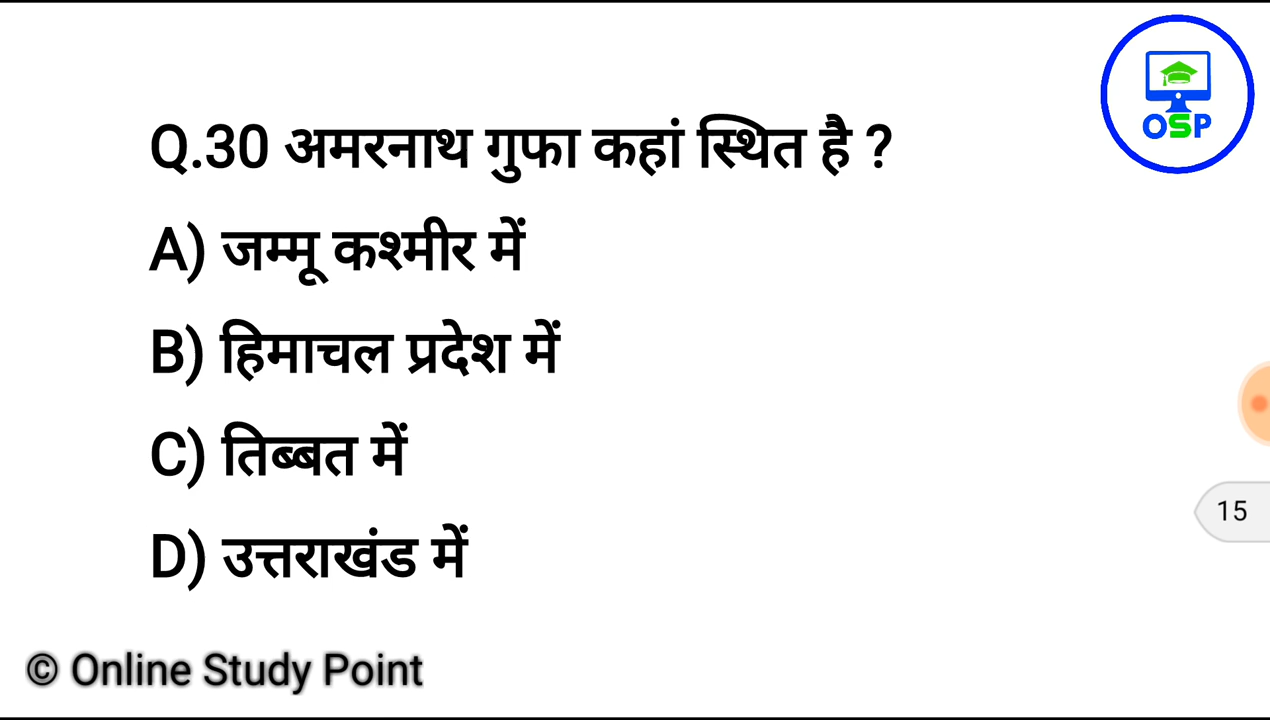 OSP
Q.30 अमरनाथ गुफा कहां स्थित है ?
A) जम्मू कश्मीर में
B) हिमाचल प्रदेश में
C) तिब्बत में
15
D) उत्तराखंड में
© Online Study Point